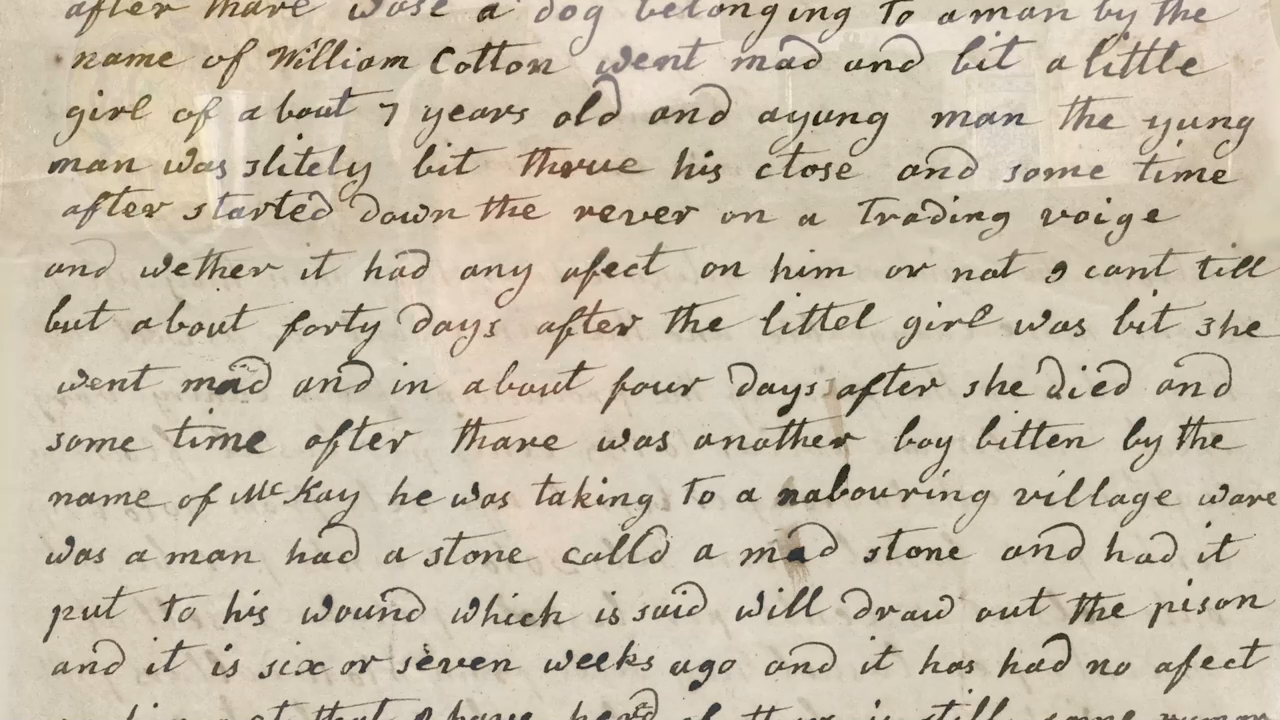 after thare wose a dog belonging to a man by the
name of William Cotton went mad and bit a little
girl of about 7 years old and a yung man the yung
man was slitely bit thrue his close and some time
after started down the rever on a trading voige
and wether it had any afect on him or not I cant till
but about forty days after the littel girl was bit she
went mad and in about four days after she died and
some time after thare was another boy bitten by the
name of McKay he was taking to a nabouring village ware
was a man had a stone calld a mad stone and had it
put to his wound which is said will draw out the pison
and it is six or seven weeks ago and it has had no afect
that I have herd of is still some